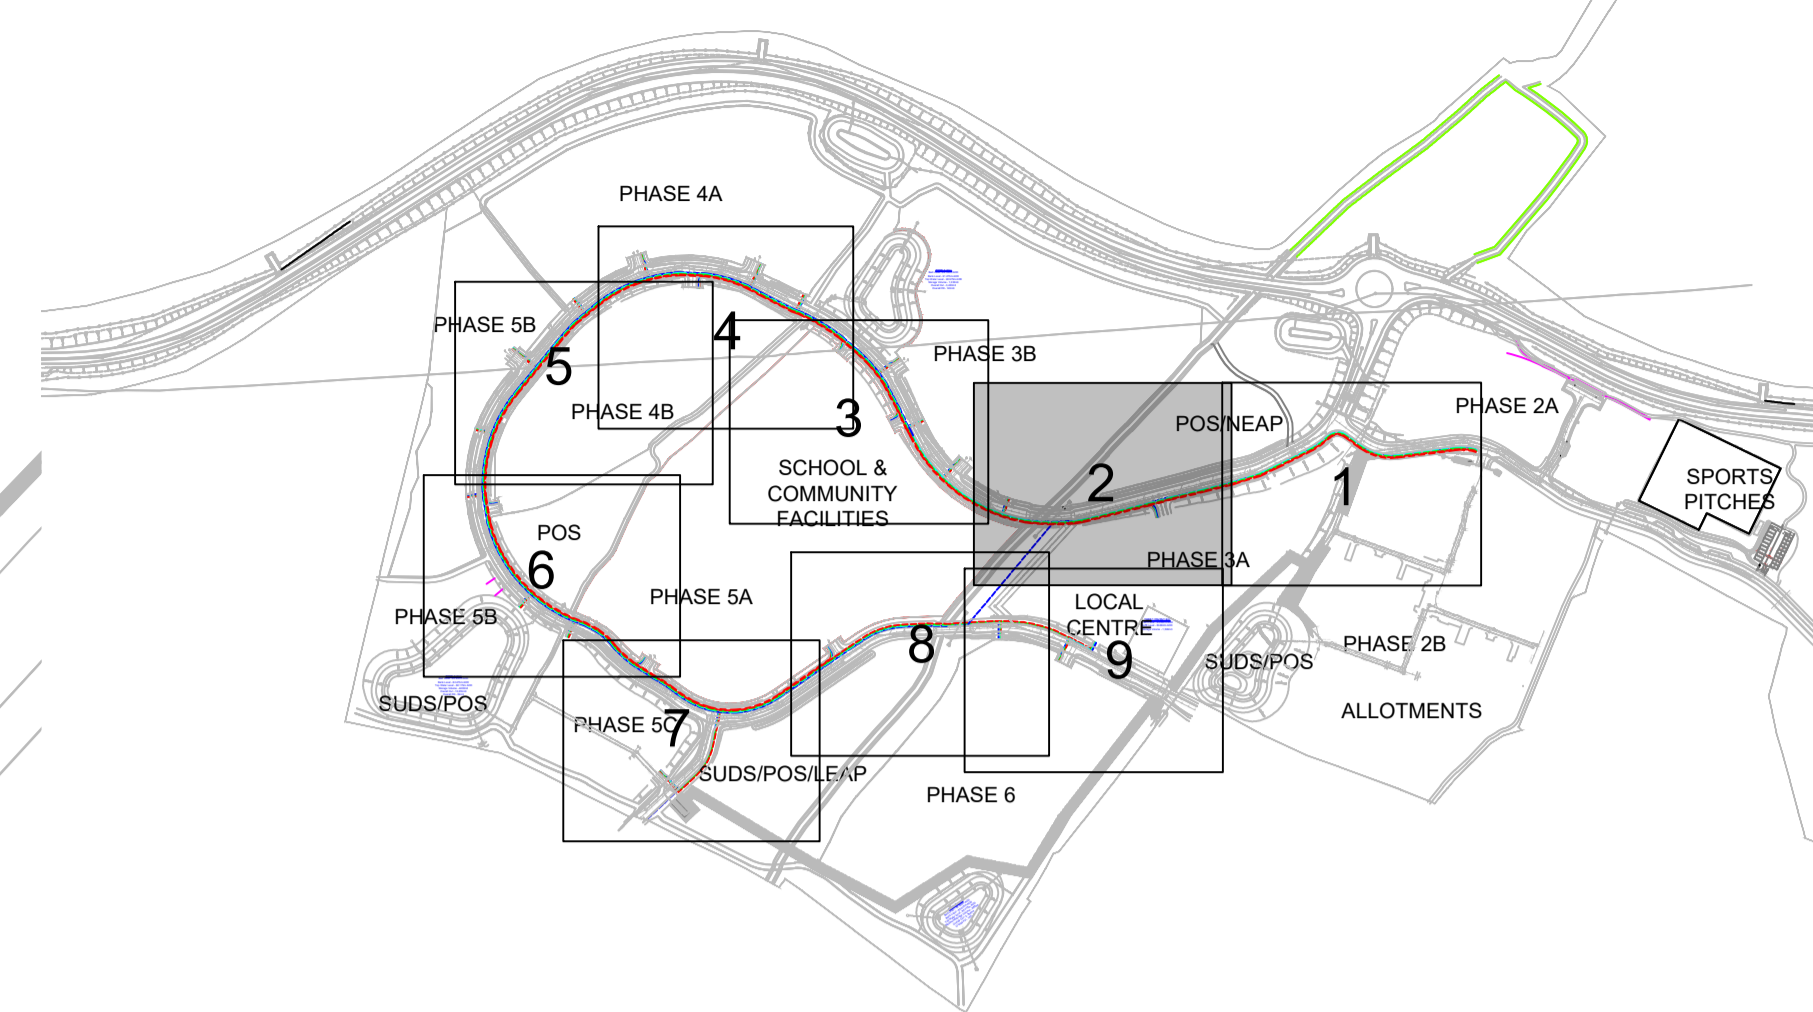 PHASE 4A
PHASE 5B
4
PHASE 3B
5
PHASE 4B
3
POS/NEAP
PHASE 2A
SCHOOL &
COMMUNITY
FACILITIES
2
1
SPORTS
PITCHES
POS
6
PHASE 3A
PHASE 5A
PHASE 5B
LOCAL
CENTRE
8
9
PHASE 2B
SUDS/POS
SUDS/POS
PHASE 5C
7
ALLOTMENTS
SUDS/POS/LEAP
PHASE 6